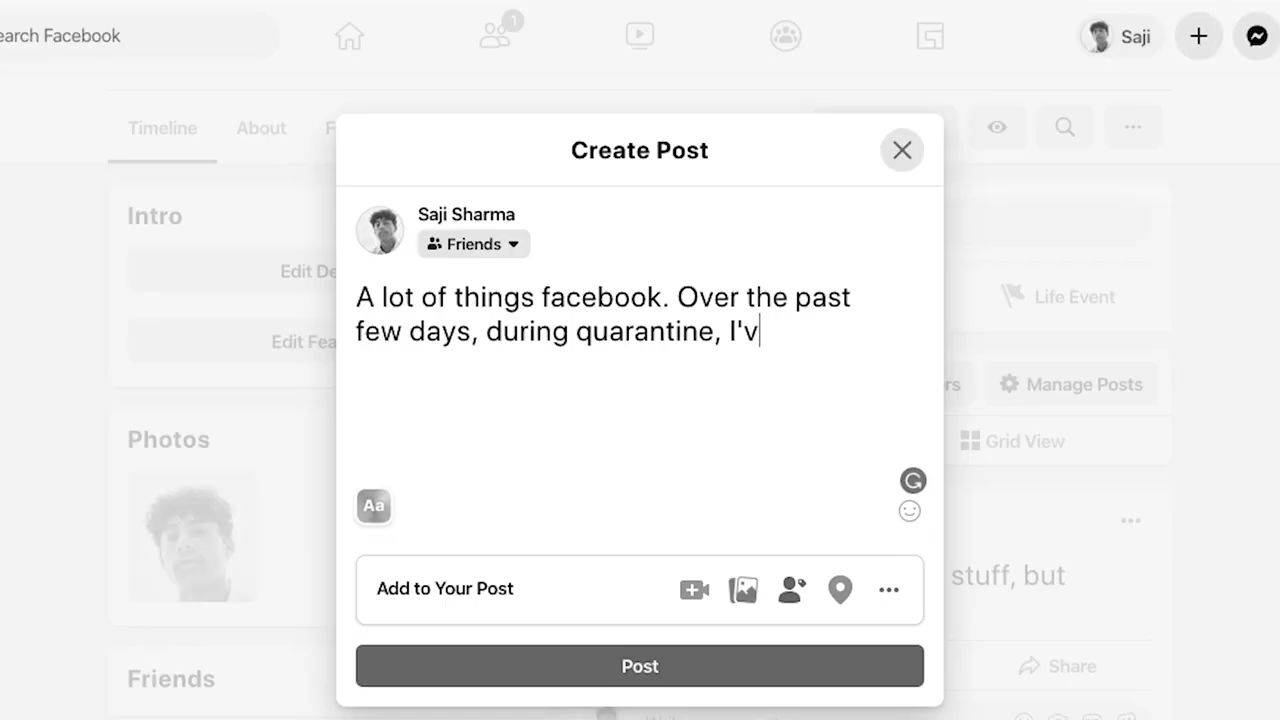 earch Facebook
1
Saji
Timeline
About
F
Create Post
Intro
Saji Sharma
Friends
Edit De
A lot of things facebook. Over the past
few days, during quarantine, I'v
Life Event
Edit Fea
rs
Manage Posts
Photos
Grid View
Aa
stuff, but
Add to Your Post
Post
Share
Friends